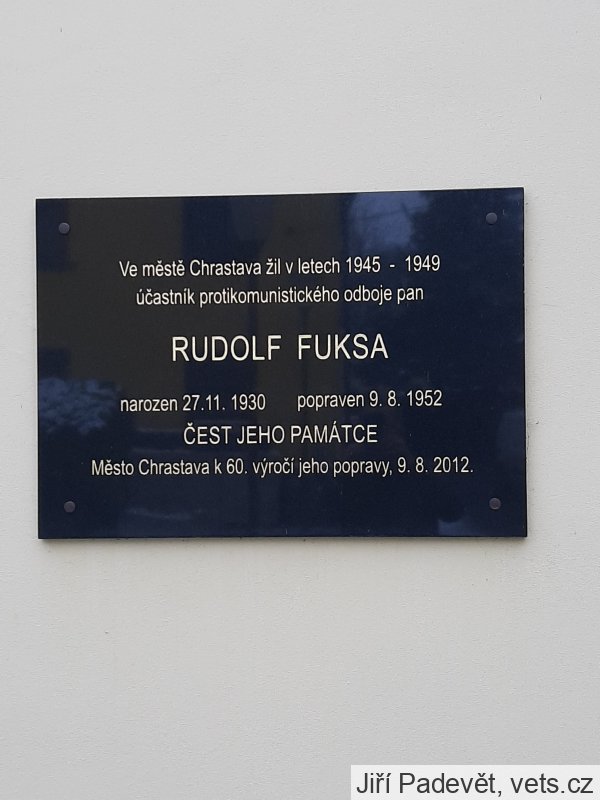 Ve městě Chrastava žil v letech 1945 - 1949
účastník protikomunistického odboje pan
RUDOLF FUKSA
narozen 27.11. 1930 popraven 9. 8. 1952
ČEST JEHO PAMÁTCE
Město Chrastava k 60. výročí jeho popravy, 9. 8. 2012.
Jiří Padevět, vets.cz